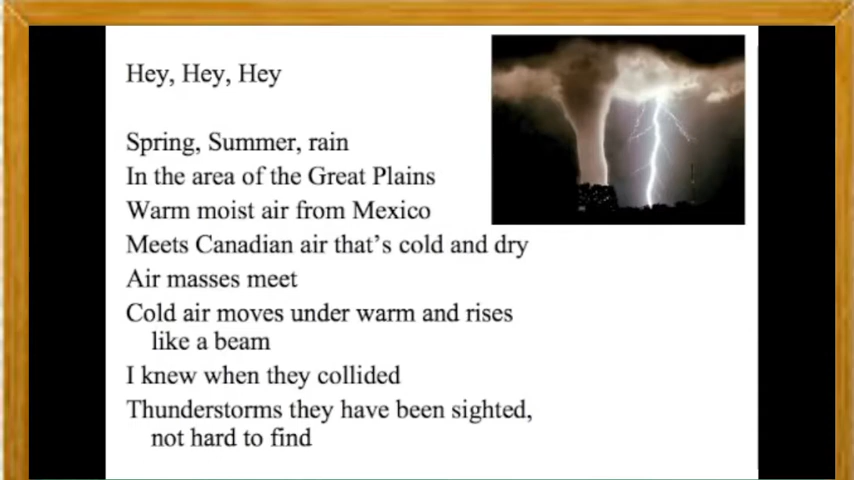 Hey, Hey, Hey
Spring, Summer, rain
In the area of the Great Plains
Warm moist air from Mexico
Meets Canadian air that's cold and dry
Air masses meet
Cold air moves under warm and rises
like a beam
I knew when they collided
Thunderstorms they have been sighted,
not hard to find